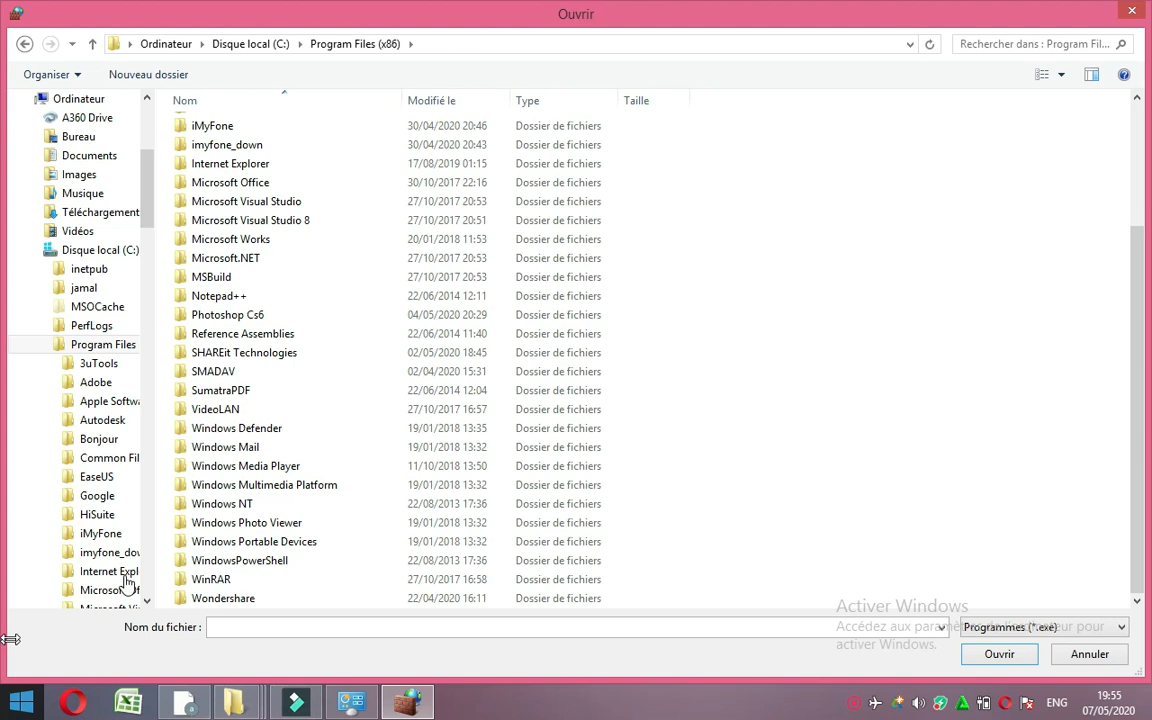 Ouvrir
Ordinateur Disque local (C:) Program Files (x86)
Rechercher dans : Program Fil...
Organiser Nouveau dossier
Ordinateur
A360 Drive
Bureau
Documents
Images
Musique
Téléchargement
Vidéos
Disque local (C:)
inetpub
jamal
MSOCache
PerfLogs
Program Files
3uTools
Adobe
Apple Softwa
Autodesk
Bonjour
Common Fil
EaseUS
Google
HiSuite
iMyFone
imyfone_dov
Internet Expl
Nom Modifié le Type Taille
iMyFone 30/04/2020 20:46 Dossier de fichiers
imyfone_down 30/04/2020 20:43 Dossier de fichiers
Internet Explorer 17/08/2019 01:15 Dossier de fichiers
Microsoft Office 30/10/2017 22:16 Dossier de fichiers
Microsoft Visual Studio 27/10/2017 20:53 Dossier de fichiers
Microsoft Visual Studio 8 27/10/2017 20:51 Dossier de fichiers
Microsoft Works 20/01/2018 11:53 Dossier de fichiers
Microsoft.NET 27/10/2017 20:53 Dossier de fichiers
MSBuild 27/10/2017 20:53 Dossier de fichiers
Notepad++ 22/06/2014 12:11 Dossier de fichiers
Photoshop Cs6 04/05/2020 20:29 Dossier de fichiers
Reference Assemblies 22/06/2014 11:40 Dossier de fichiers
SHAREit Technologies 02/05/2020 18:45 Dossier de fichiers
SMADAV 02/04/2020 15:31 Dossier de fichiers
SumatraPDF 22/06/2014 12:04 Dossier de fichiers
VideoLAN 27/10/2017 16:57 Dossier de fichiers
Windows Defender 19/01/2018 13:35 Dossier de fichiers
Windows Mail 19/01/2018 13:32 Dossier de fichiers
Windows Media Player 11/10/2018 13:50 Dossier de fichiers
Windows Multimedia Platform 19/01/2018 13:32 Dossier de fichiers
Windows NT 22/08/2013 17:36 Dossier de fichiers
Windows Photo Viewer 19/01/2018 13:32 Dossier de fichiers
Windows Portable Devices 19/01/2018 13:32 Dossier de fichiers
WindowsPowerShell 22/08/2013 17:36 Dossier de fichiers
WinRAR 27/10/2017 16:58 Dossier de fichiers
Wondershare 22/04/2020 16:11 Dossier de fichiers
Activer Windows
Accédez aux pour
activer Windows.
Nom du fichier : Programmes (*.exe)
Ouvrir Annuler
ENG 19:55
07/05/2020